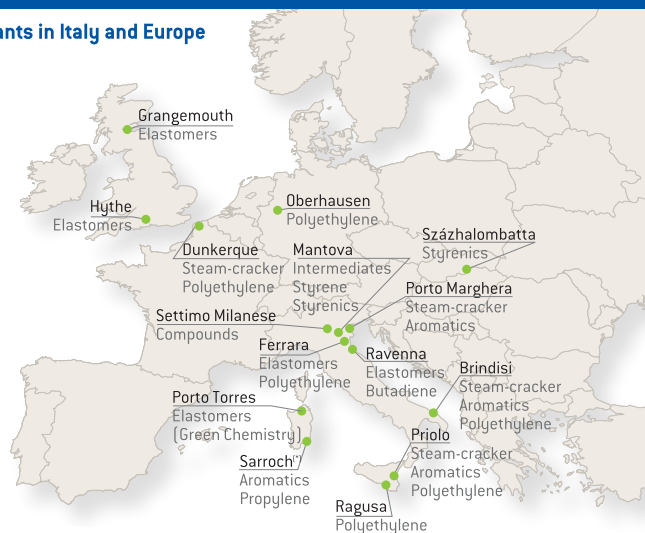 ants in Italy and Europe
Grangemouth
Elastomers
Hythe
Elastomers
Oberhausen
Polyethylene
Dunkerque
Steam-cracker
Polyethylene
Mantova
Intermediates
Styrene
Styrenics
Százhalombatta
Styrenics
Porto Marghera
Steam-cracker
Aromatics
Settimo Milanese
Compounds
Ferrara
Elastomers
Polyethylene
Ravenna
Elastomers
Butadiene
Brindisi
Steam-cracker
Aromatics
Polyethylene
Porto Torres
Elastomers
(Green Chemistry)
Sarroch(*)
Aromatics
Propylene
Priolo
Steam-cracker
Aromatics
Polyethylene
Ragusa
Polyethylene